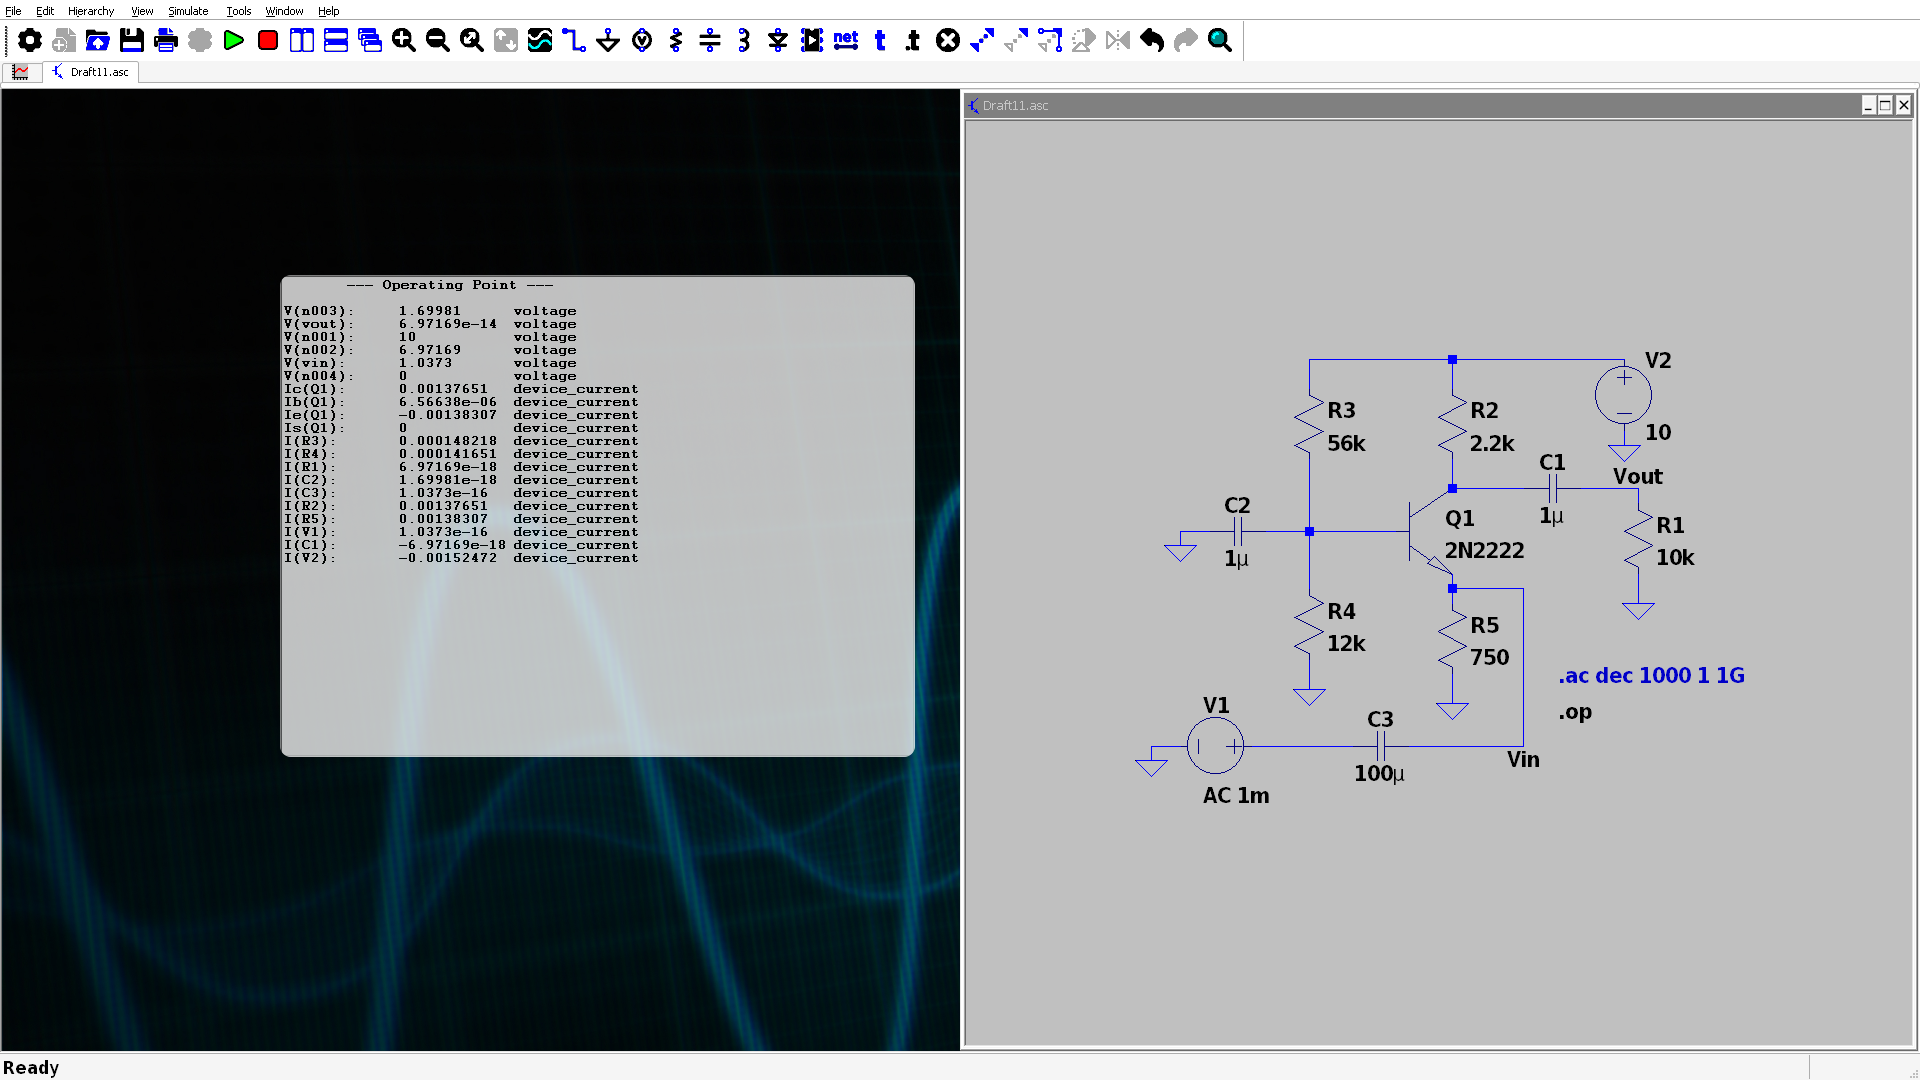 File Edit Hierarchy View Simulate Tools Window Help
net t .t
Draft11.asc
Draft11.asc
--- Operating Point ---
V(n003): 1.69981 voltage
V(vout): 6.97169e-14 voltage
V(n001): 10 voltage
V(n002): 6.97169 voltage
V(vin): 1.0373 voltage
V(n004): 0 voltage
Ic(Q1): 0.00137651 device_current
Ib(Q1): 6.56638e-06 device_current
Ie(Q1): -0.00138307 device_current
Is(Q1): 0 device_current
I(R3): 0.000148218 device_current
I(R4): 0.000141651 device_current
I(R1): 6.97169e-18 device_current
I(C2): 1.69981e-18 device_current
I(C3): 1.0373e-16 device_current
I(R2): 0.00137651 device_current
I(R5): 0.00138307 device_current
I(V1): 1.0373e-16 device_current
I(C1): -6.97169e-18 device_current
I(V2): -0.00152472 device_current
V2
10
R3
56k
R2
2.2k
C1
1µ
Vout
C2
1µ
Q1
2N2222
R1
10k
R4
12k
R5
750
.ac dec 1000 1 1G
.op
V1
AC 1m
C3
100µ
Vin
Ready